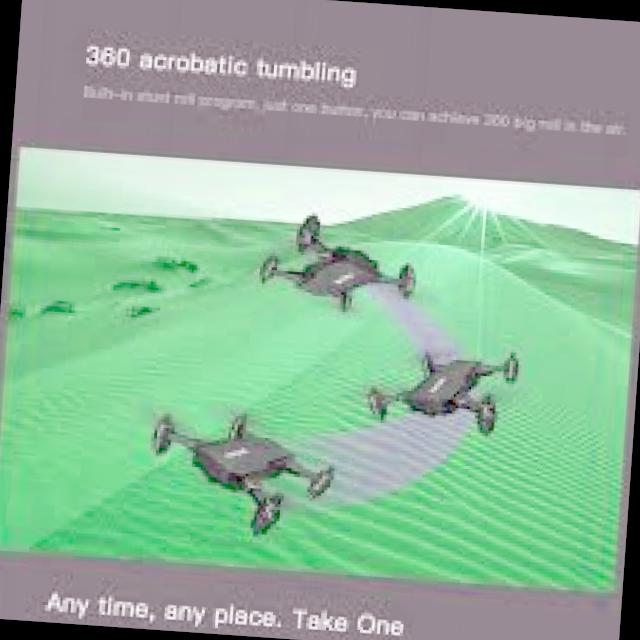 360 acrobatic tumbling
Built-in stunt roll program, just one button, you can achieve 360 big roll in the air.
Any time, any place. Take One